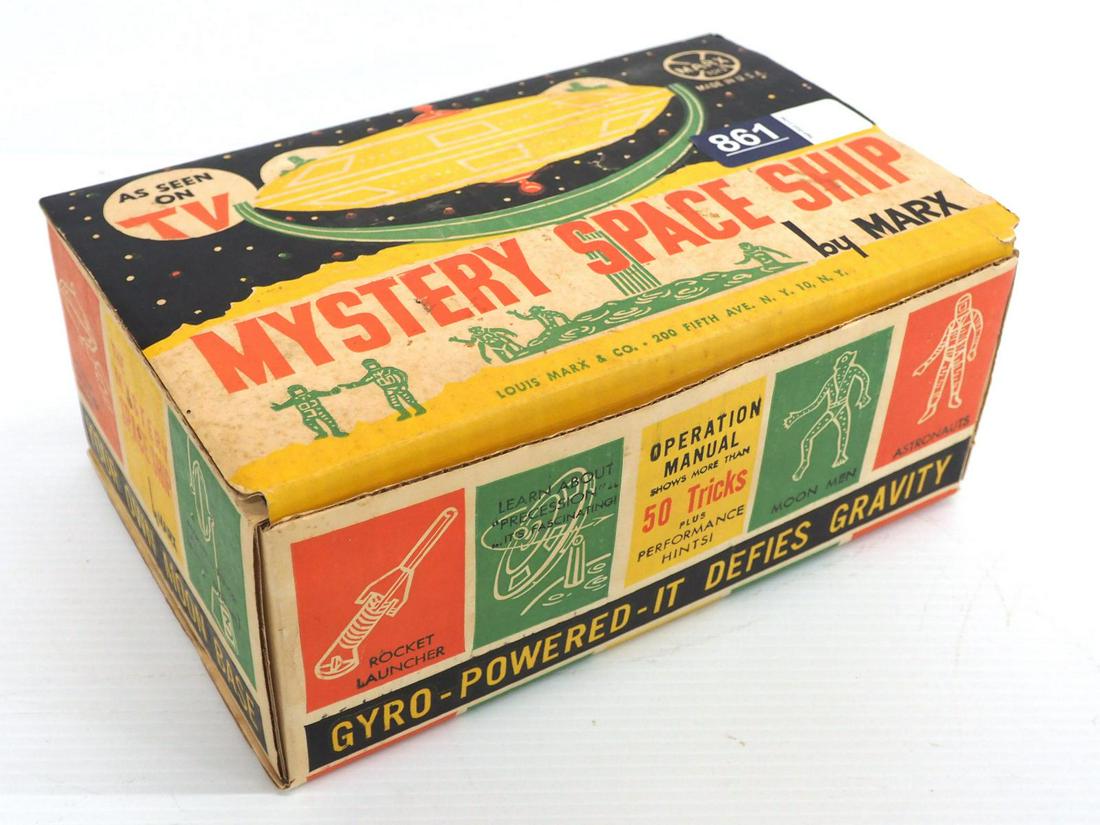 MARX
MADE IN U.S.A.
861
AS SEEN
ON
TV
MYSTERY SPACE SHIP
by MARX
LOUIS MARX & CO. • 200 FIFTH AVE. N. Y. 10, N. Y.
ROCKET
LAUNCHER
LEARN ABOUT
"PRECESSION"
...IT'S FASCINATING!
OPERATION
MANUAL
SHOWS MORE THAN
50 Tricks
PLUS
PERFORMANCE
HINTS!
MOON MEN
ASTRONAUTS
GYRO-POWERED-IT DEFIES GRAVITY
YOUR OWN MOON BASE